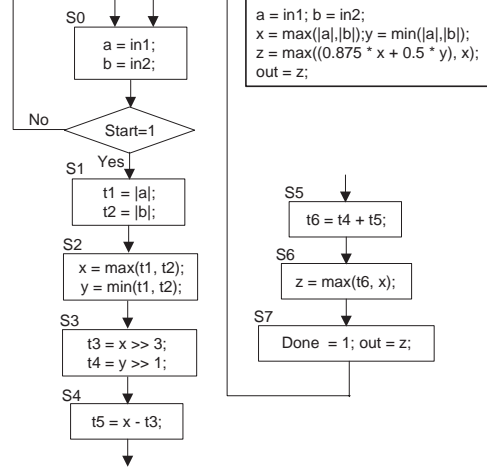 S0
a = in1;
b = in2;
No
Start=1
Yes
S1
t1 = |a|;
t2 = |b|;
S2
x = max(t1, t2);
y = min(t1, t2);
S3
t3 = x >> 3;
t4 = y >> 1;
S4
t5 = x - t3;
a = in1; b = in2;
x = max(|a|,|b|);y = min(|a|,|b|);
z = max((0.875 * x + 0.5 * y), x);
out = z;
S5
t6 = t4 + t5;
S6
z = max(t6, x);
S7
Done = 1; out = z;